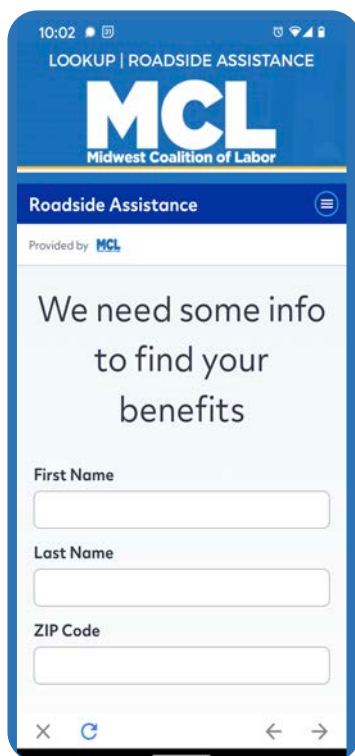 10:02 31
LOOKUP | ROADSIDE ASSISTANCE
MCL
Midwest Coalition of Labor
Roadside Assistance
Provided by MCL
We need some info
to find your
benefits
First Name
Last Name
ZIP Code